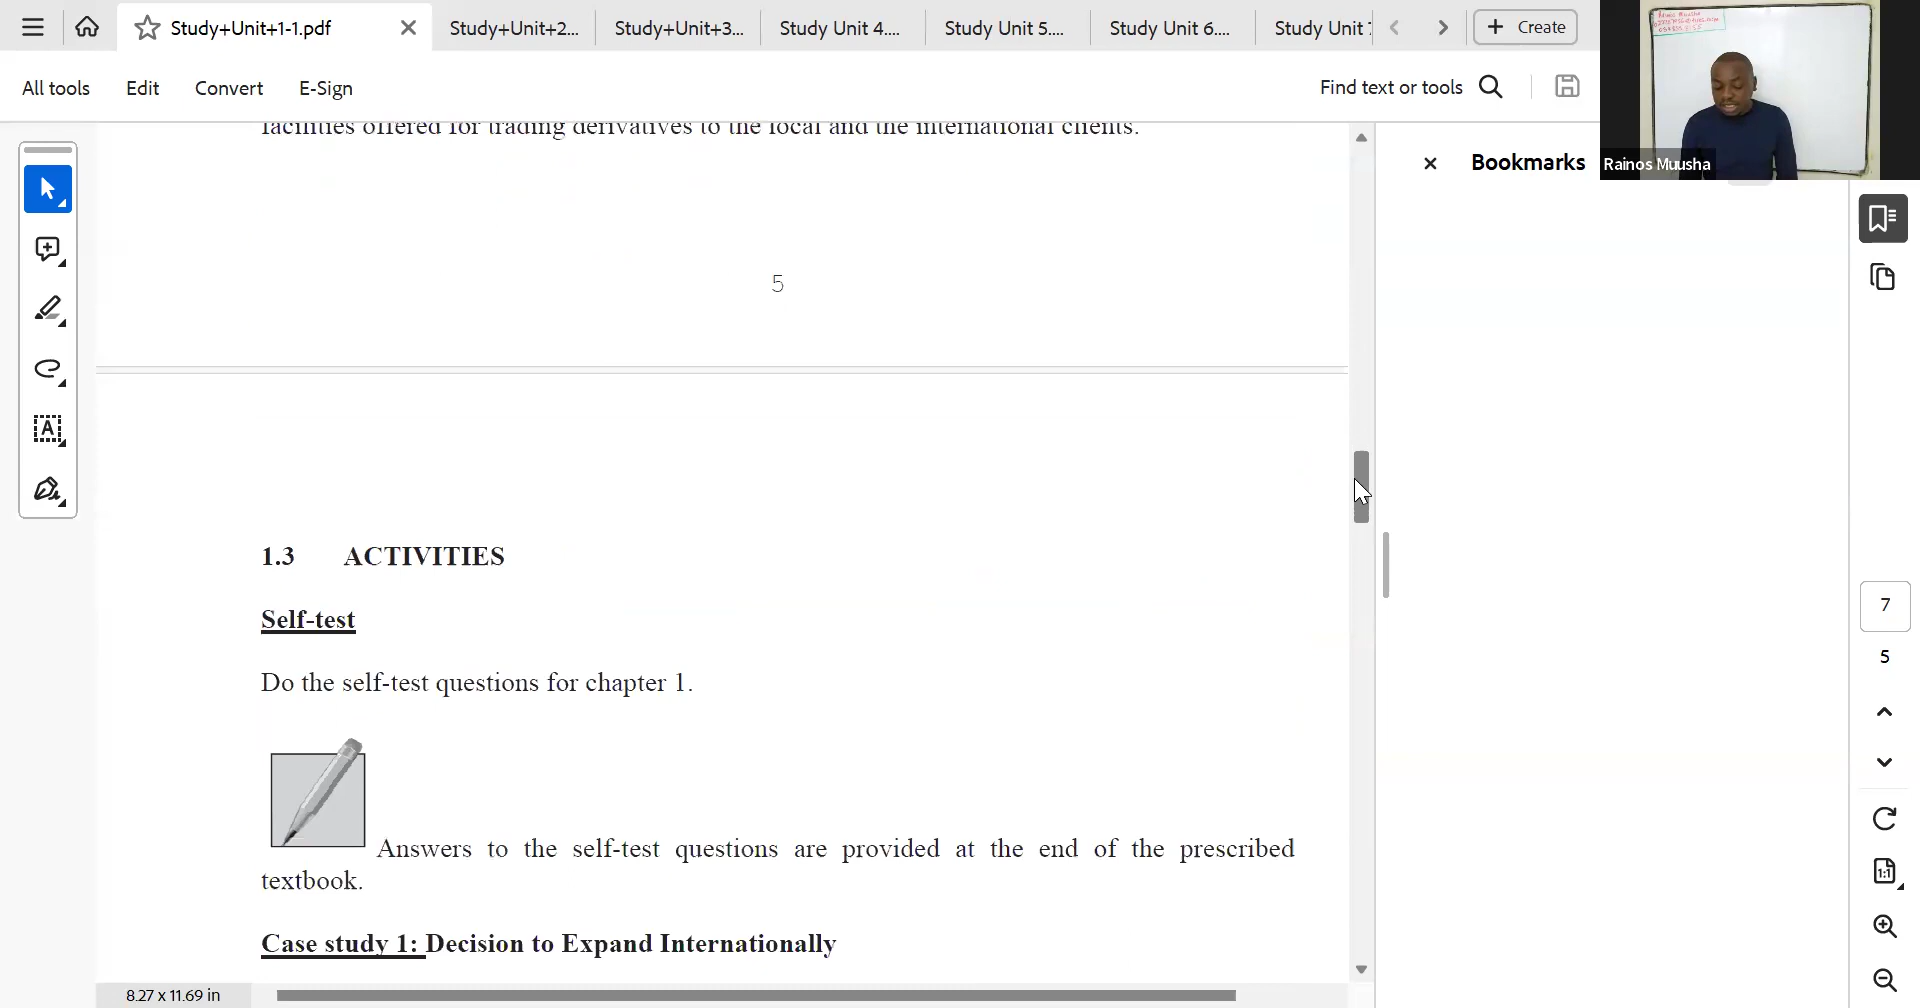 Study+Unit+1-1.pdf
Study+Unit+2...
Study+Unit+3...
Study Unit 4....
Study Unit 5....
Study Unit 6....
Study Unit
Create
All tools
Edit
Convert
E-Sign
Find text or tools
facilities offered for trading derivatives to the local and the international clients.
Bookmarks
Rainos Muusha
5
1.3 ACTIVITIES
Self-test
Do the self-test questions for chapter 1.
Answers to the self-test questions are provided at the end of the prescribed
textbook.
Case study 1: Decision to Expand Internationally
7
5
1:1
8.27 x 11.69 in